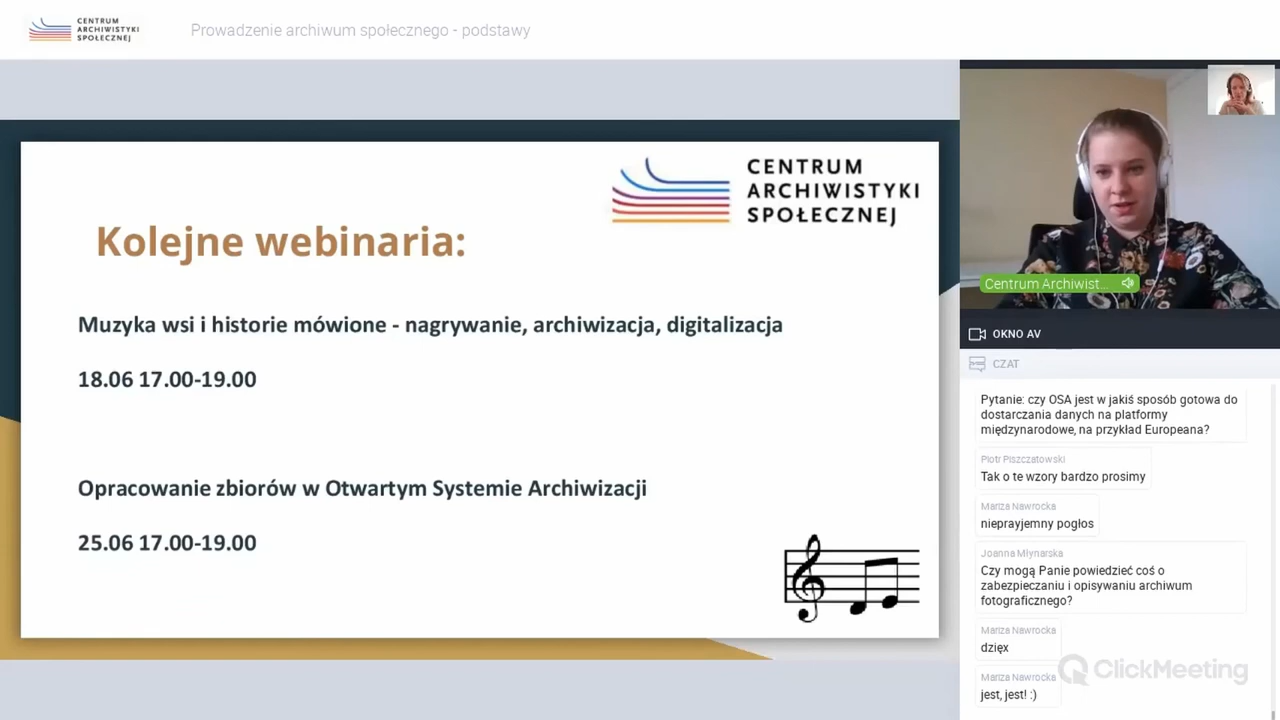 CENTRUM
ARCHIWISTYKI
SPOŁECZNEJ
Prowadzenie archiwum społecznego - podstawy
CENTRUM
ARCHIWISTYKI
SPOŁECZNEJ
Kolejne webinaria:
Muzyka wsi i historie mówione - nagrywanie, archiwizacja, digitalizacja
18.06 17.00-19.00
Opracowanie zbiorów w Otwartym Systemie Archiwizacji
25.06 17.00-19.00
Centrum Archiwist...
OKNO AV
CZAT
Pytanie: czy OSA jest w jakiś sposób gotowa do
dostarczania danych na platformy
międzynarodowe, na przykład Europeana?
Piotr Piszczatowski
Tak o te wzory bardzo prosimy
Mariza Nawrocka
nieprayjemny pogłos
Joanna Młynarska
Czy mogą Panie powiedzieć coś o
zabezpieczaniu i opisywaniu archiwum
fotograficznego?
Mariza Nawrocka
dzięx
Mariza Nawrocka
jest, jest! :)
ClickMeeting